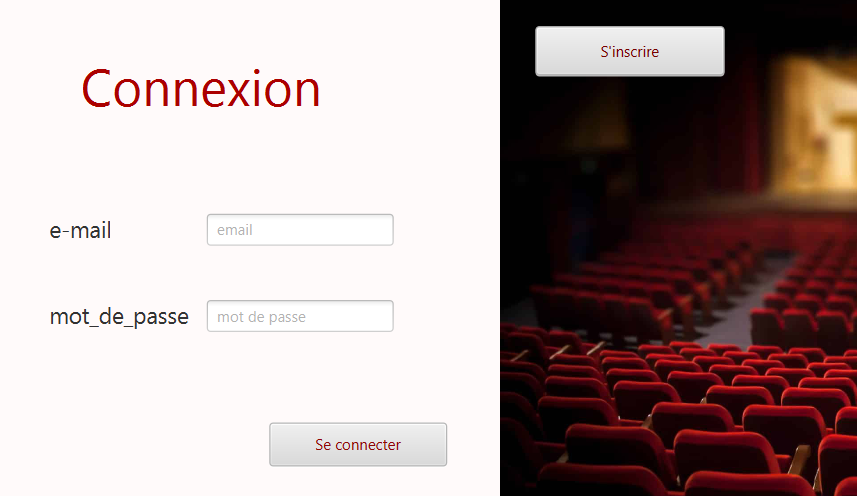 Connexion
S'inscrire
e-mail
email
mot_de_passe
mot de passe
Se connecter